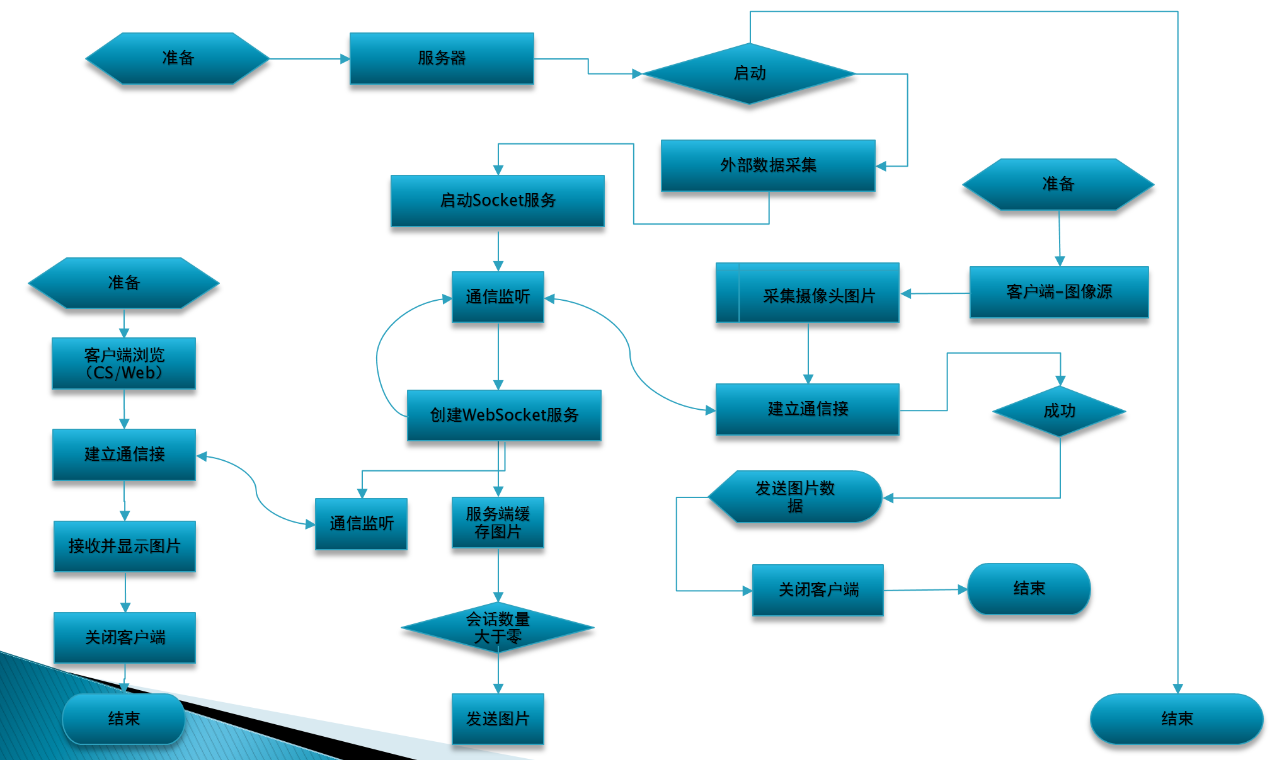 准备
服务器
启动
外部数据采集
准备
启动Socket服务
准备
通信监听
采集摄像头图片
客户端-图像源
客户端浏览
（CS/Web）
创建WebSocket服务
建立通信接
成功
建立通信接
发送图片数
据
通信监听
服务端缓
存图片
接收并显示图片
关闭客户端
结束
会话数量
大于零
关闭客户端
结束
发送图片
结束